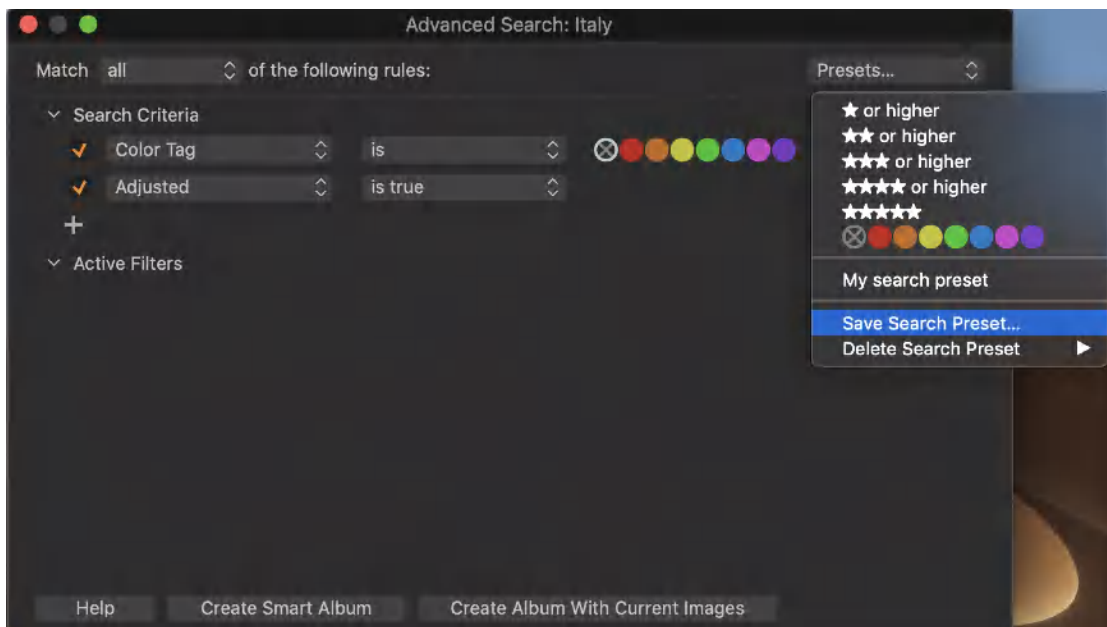 Advanced Search: Italy
Match all of the following rules:
Presets...
Search Criteria
Color Tag is
Adjusted is true
Active Filters
★ or higher
★★ or higher
★★★ or higher
★★★★ or higher
★★★★★
My search preset
Save Search Preset...
Delete Search Preset
Help Create Smart Album Create Album With Current Images